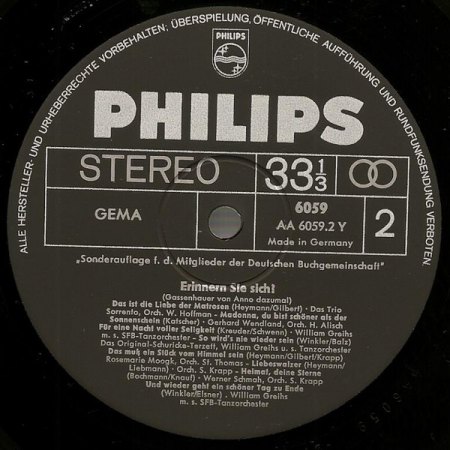 ALLE HERSTELLER- UND URHEBERRECHTE VORBEHALTEN. ÜBERSPIELUNG, ÖFFENTLICHE AUFFÜHRUNG UND RUNDFUNKSENDUNG VERBOTEN.
PHILIPS
PHILIPS
STEREO
33 1/3
GEMA
6059
AA 6059.2 Y
Made in Germany
2
„Sonderauflage f. d. Mitglieder der Deutschen Buchgemeinschaft"
Erinnern Sie sich?
(Gassenhauer von Anno dazumal)
Das ist die Liebe der Matrosen (Heymann/Gilbert) · Das Trio
Sorrento, Orch. W. Hoffman - Madonna, du bist schöner als der
Sonnenschein (Katscher) · Gerhard Wendland, Orch. H. Alisch
Für eine Nacht voller Seligkeit (Kreuder/Schwenn) · William Greihs
m. s. SFB-Tanzorchester - So wird's nie wieder sein (Winkler/Balz)
Das Original-Schuricke-Terzett, William Greihs u. s. Tanzorchester
Das muß ein Stück vom Himmel sein (Heymann/Gilbert/Krapp)
Rosemarie Moogk, Orch. St. Thomas - Liebeswalzer (Heymann/
Liebmann) · Orch. S. Krapp - Heimat, deine Sterne
(Bochmann/Knauf) · Werner Schmah, Orch. S. Krapp
Und wieder geht ein schöner Tag zu Ende
(Winkler/Elsner) . William Greihs
m. s. SFB-Tanzorchester